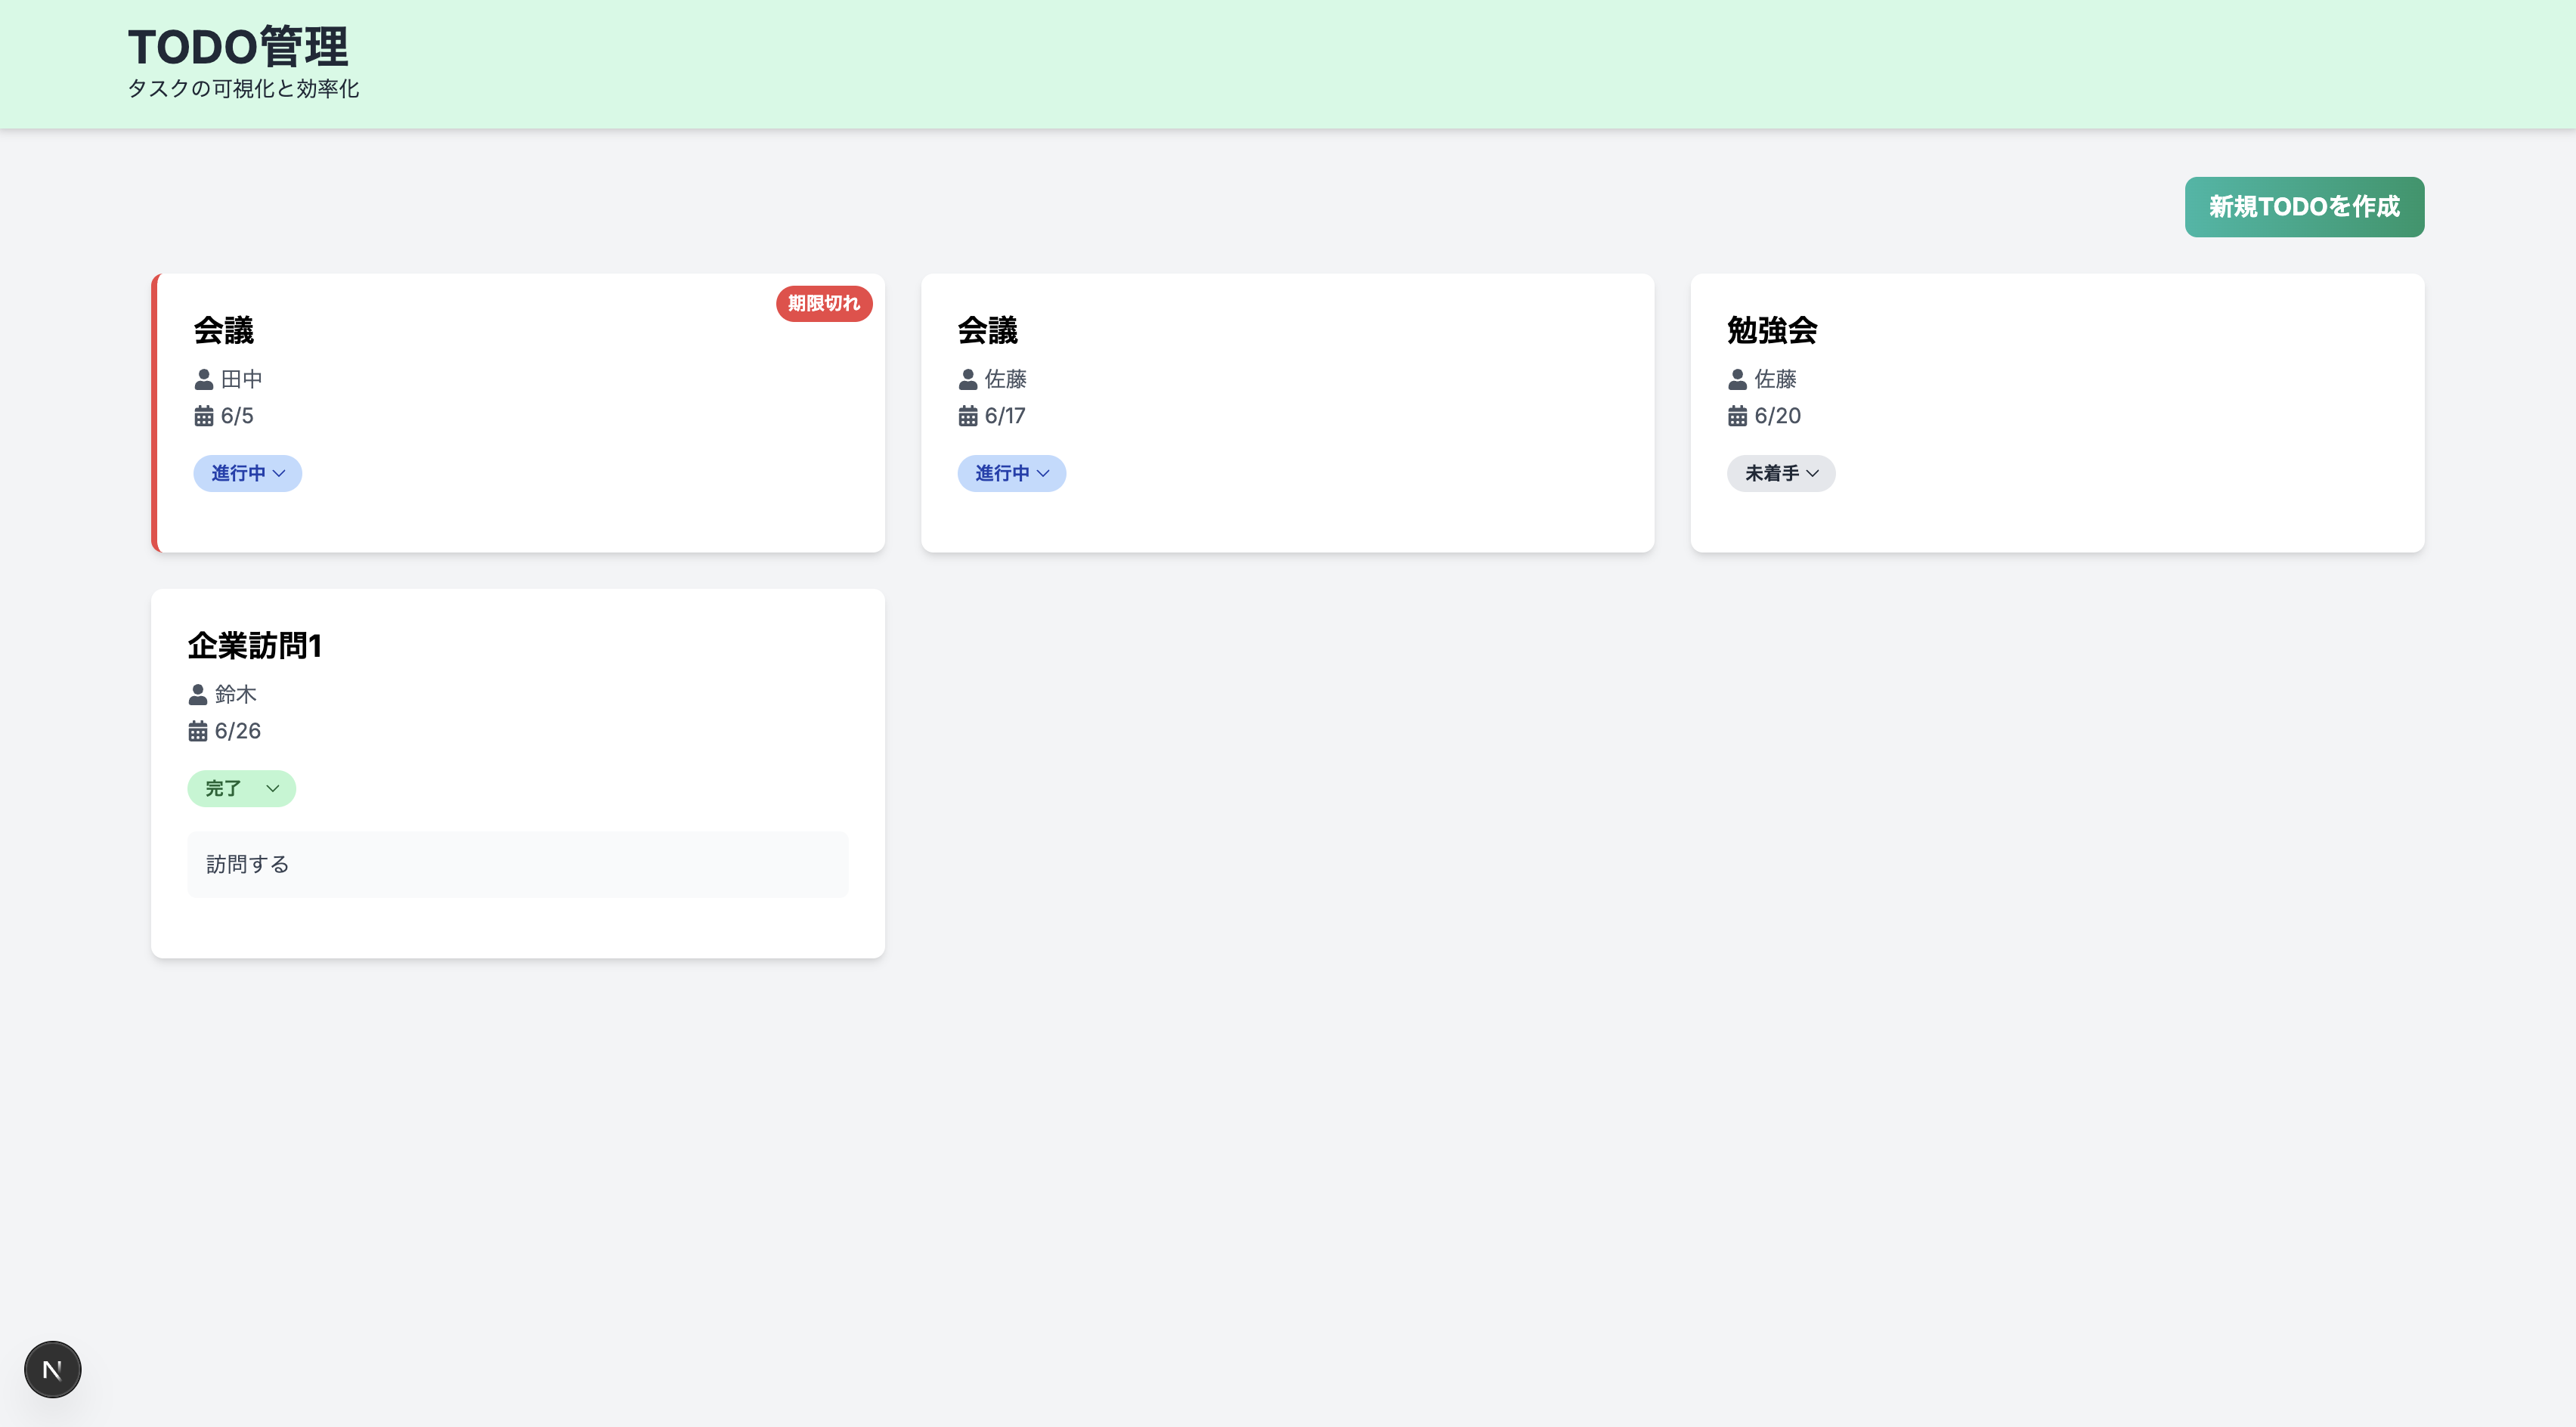 TODO管理
タスクの可視化と効率化
新規TODOを作成
期限切れ
会議
田中
6/5
進行中
会議
佐藤
6/17
進行中
勉強会
佐藤
6/20
未着手
企業訪問1
鈴木
6/26
完了
訪問する
N